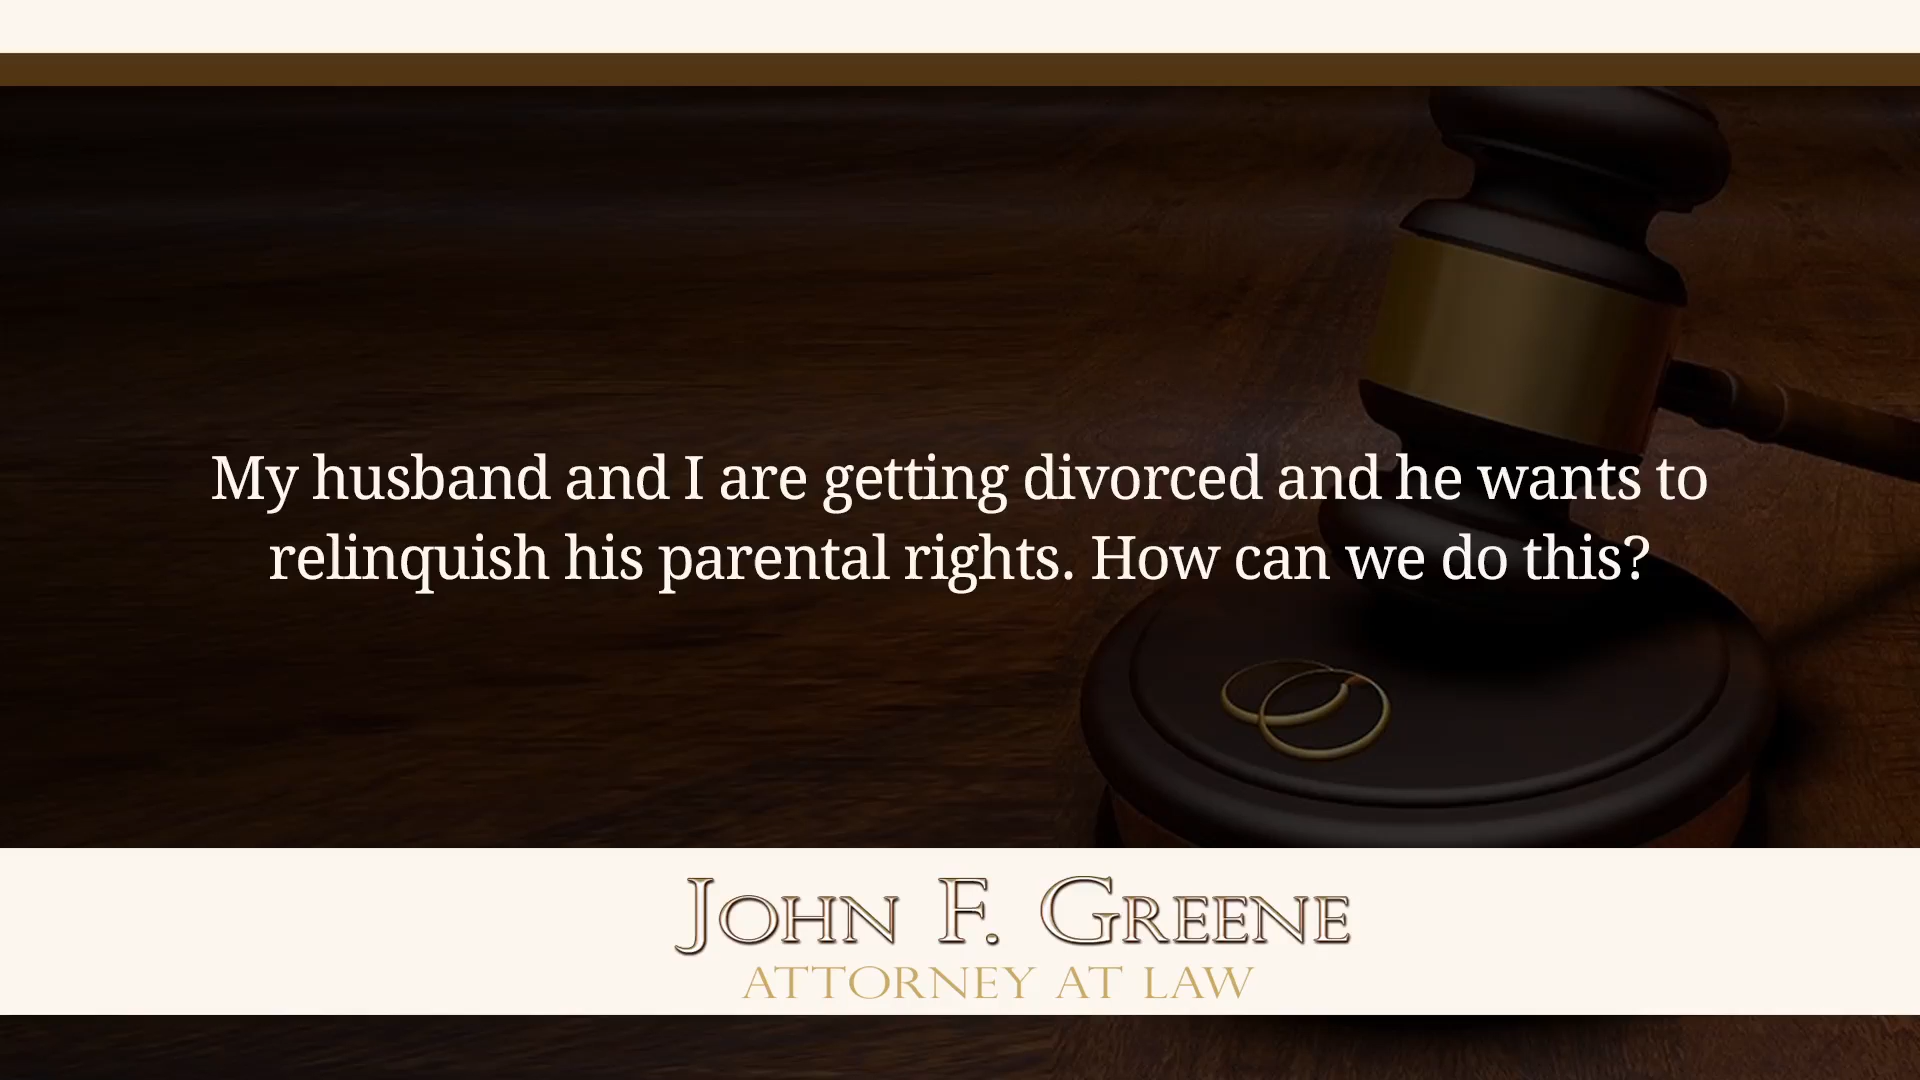 My husband and I are getting divorced and he wants to
relinquish his parental rights. How can we do this?
John F. Greene
Attorney at Law